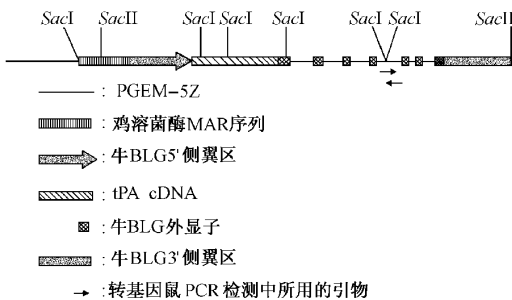 SacI SacII SacI SacI SacI SacI SacI SacII
: PGEM-5Z
: 鸡溶菌酶MAR序列
: 牛BLG5'侧翼区
: tPA cDNA
: 牛BLG外显子
: 牛BLG3'侧翼区
:转基因鼠PCR检测中所用的引物